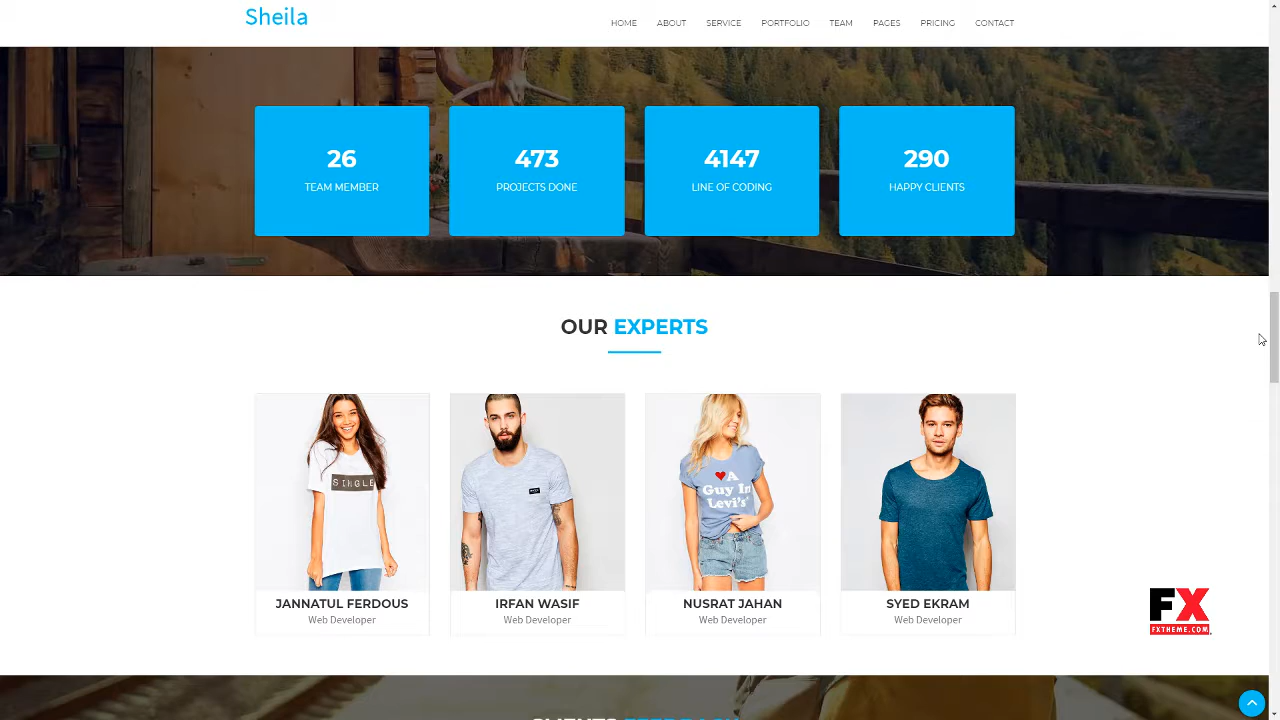 Sheila
HOME ABOUT SERVICE PORTFOLIO TEAM PAGES PRICING CONTACT
26 473 4147 290
TEAM MEMBER PROJECTS DONE LINE OF CODING HAPPY CLIENTS
OUR EXPERTS
SINGLE
A
Guy In
Levi's
JANNATUL FERDOUS IRFAN WASIF NUSRAT JAHAN SYED EKRAM
Web Developer Web Developer Web Developer Web Developer
FX
FXTHEME.COM
CLIENTS FEEDBACK